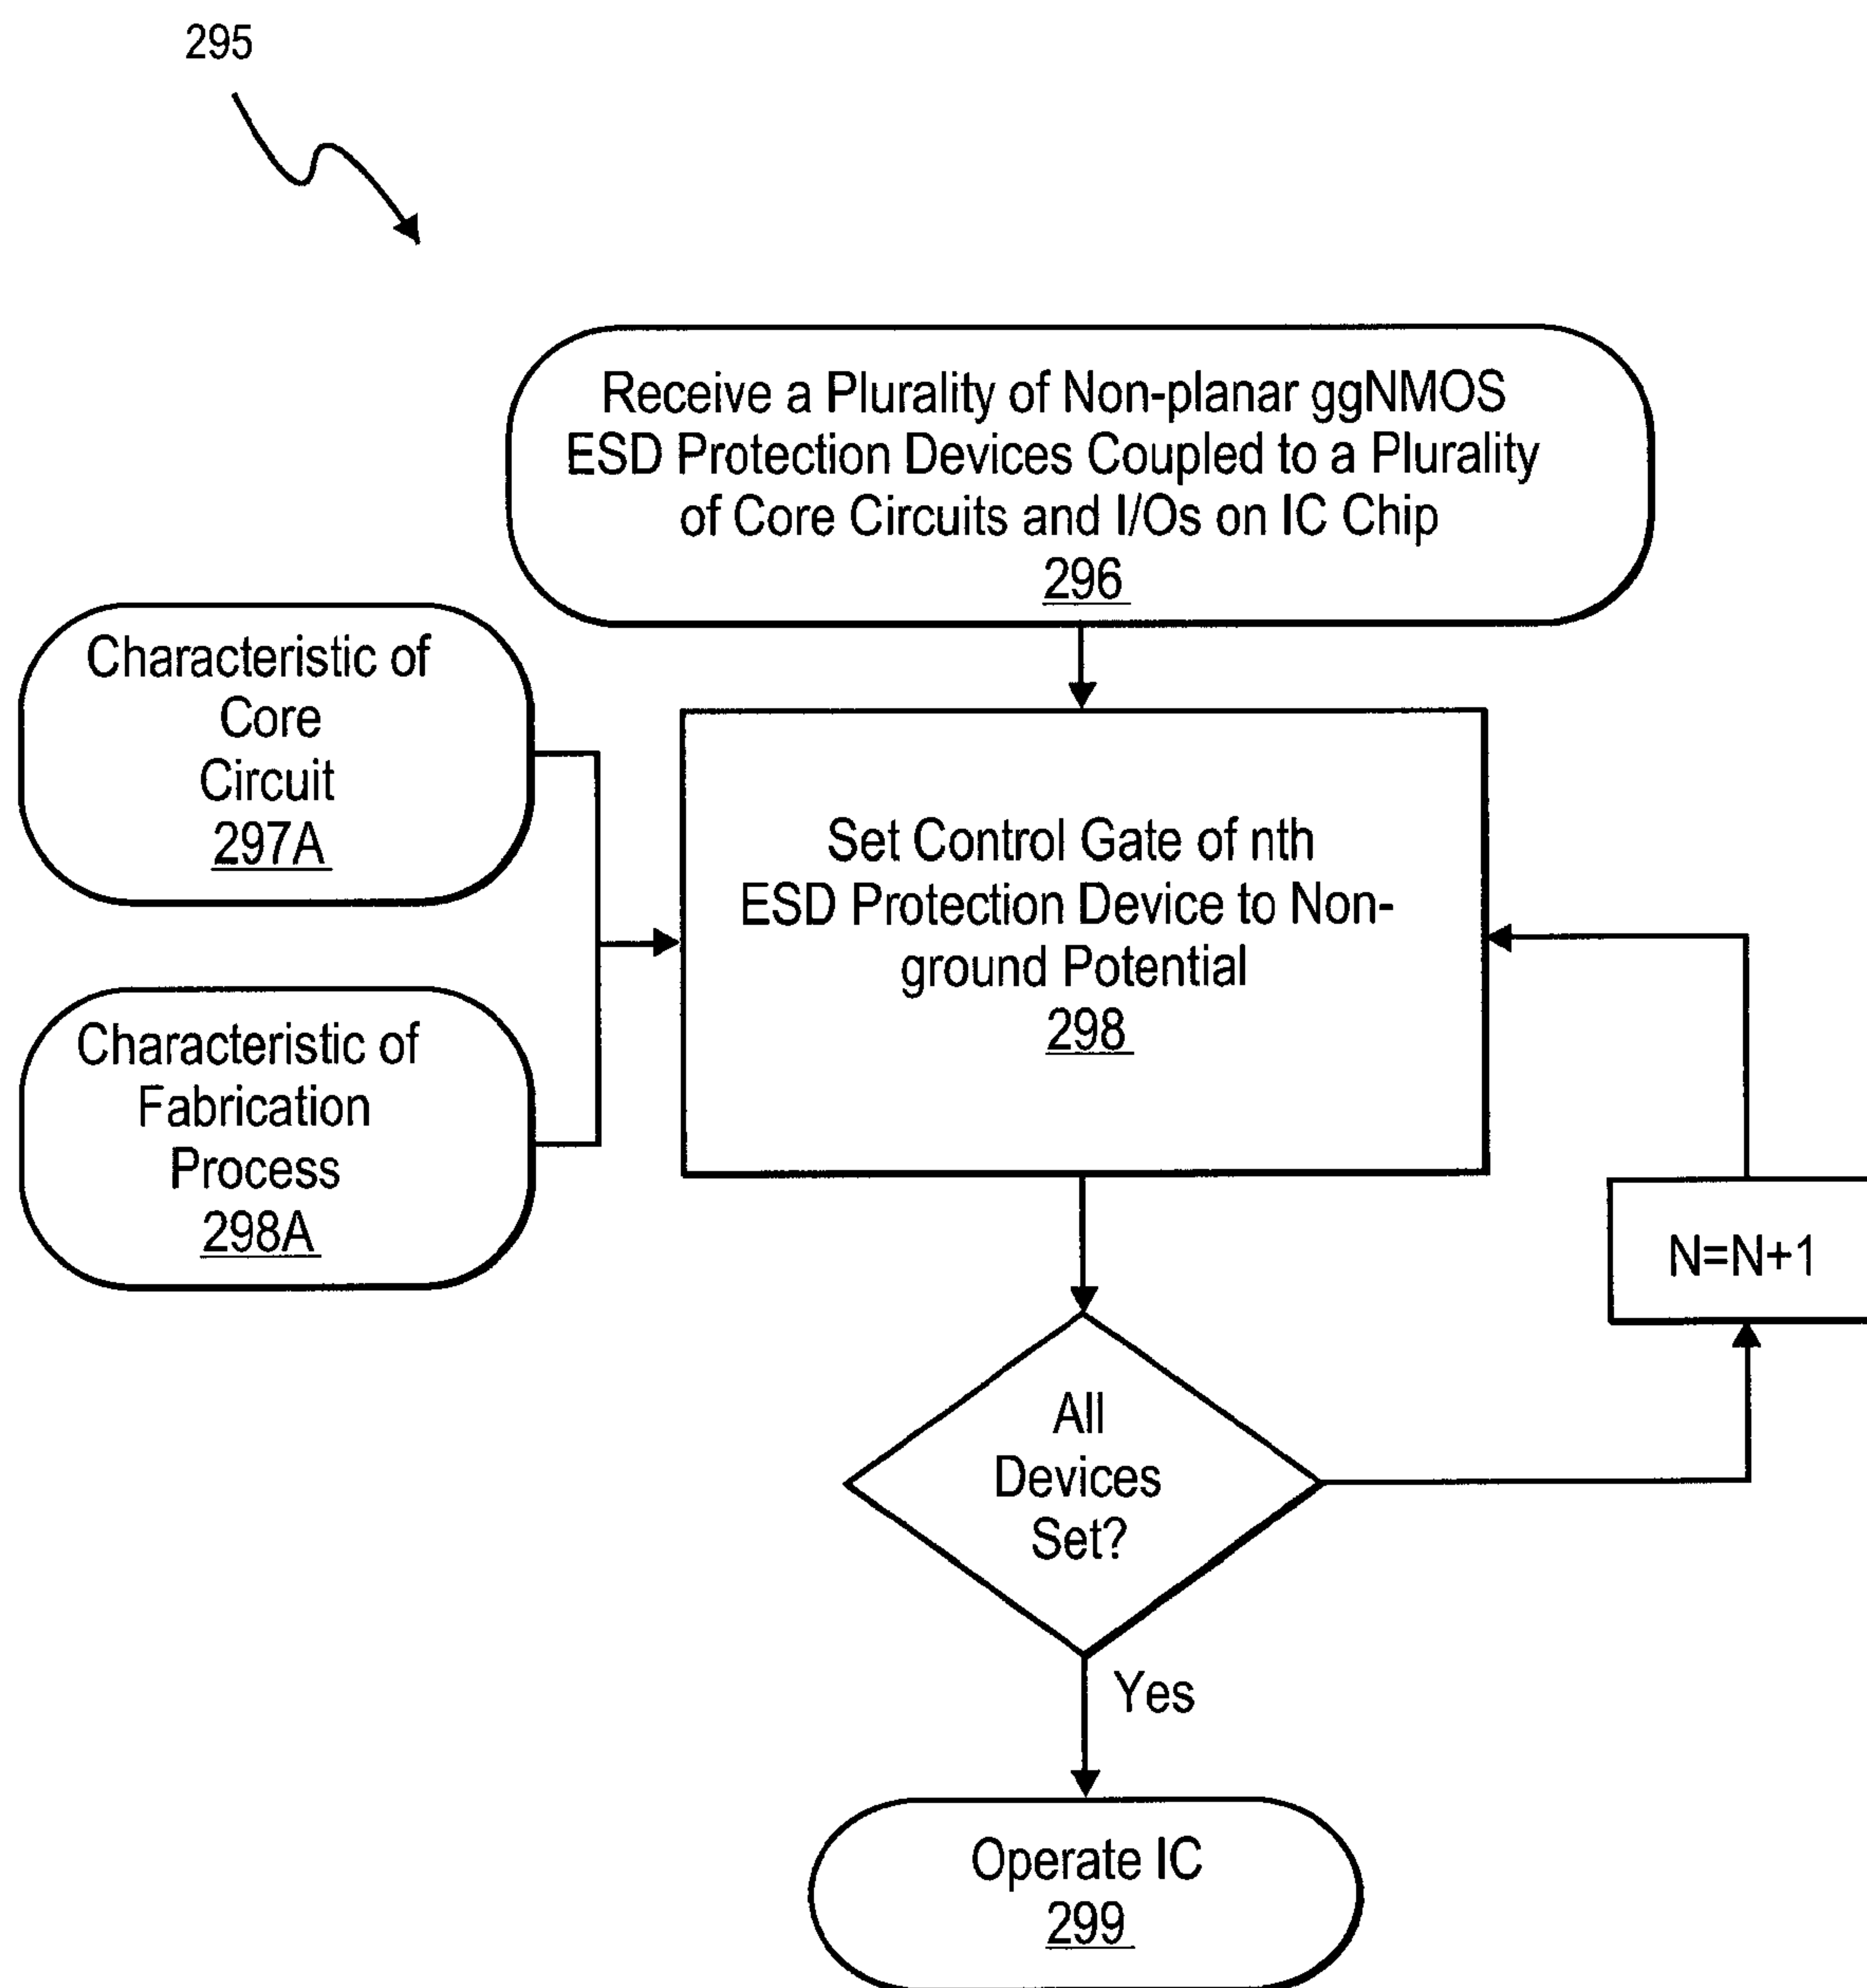 295
Receive a Plurality of Non-planar ggNMOS
ESD Protection Devices Coupled to a Plurality
of Core Circuits and I/Os on IC Chip
296
Characteristic of
Core
Circuit
297A
Characteristic of
Fabrication
Process
298A
Set Control Gate of nth
ESD Protection Device to Non-
ground Potential
298
N=N+1
All
Devices
Set?
Yes
Operate IC
299